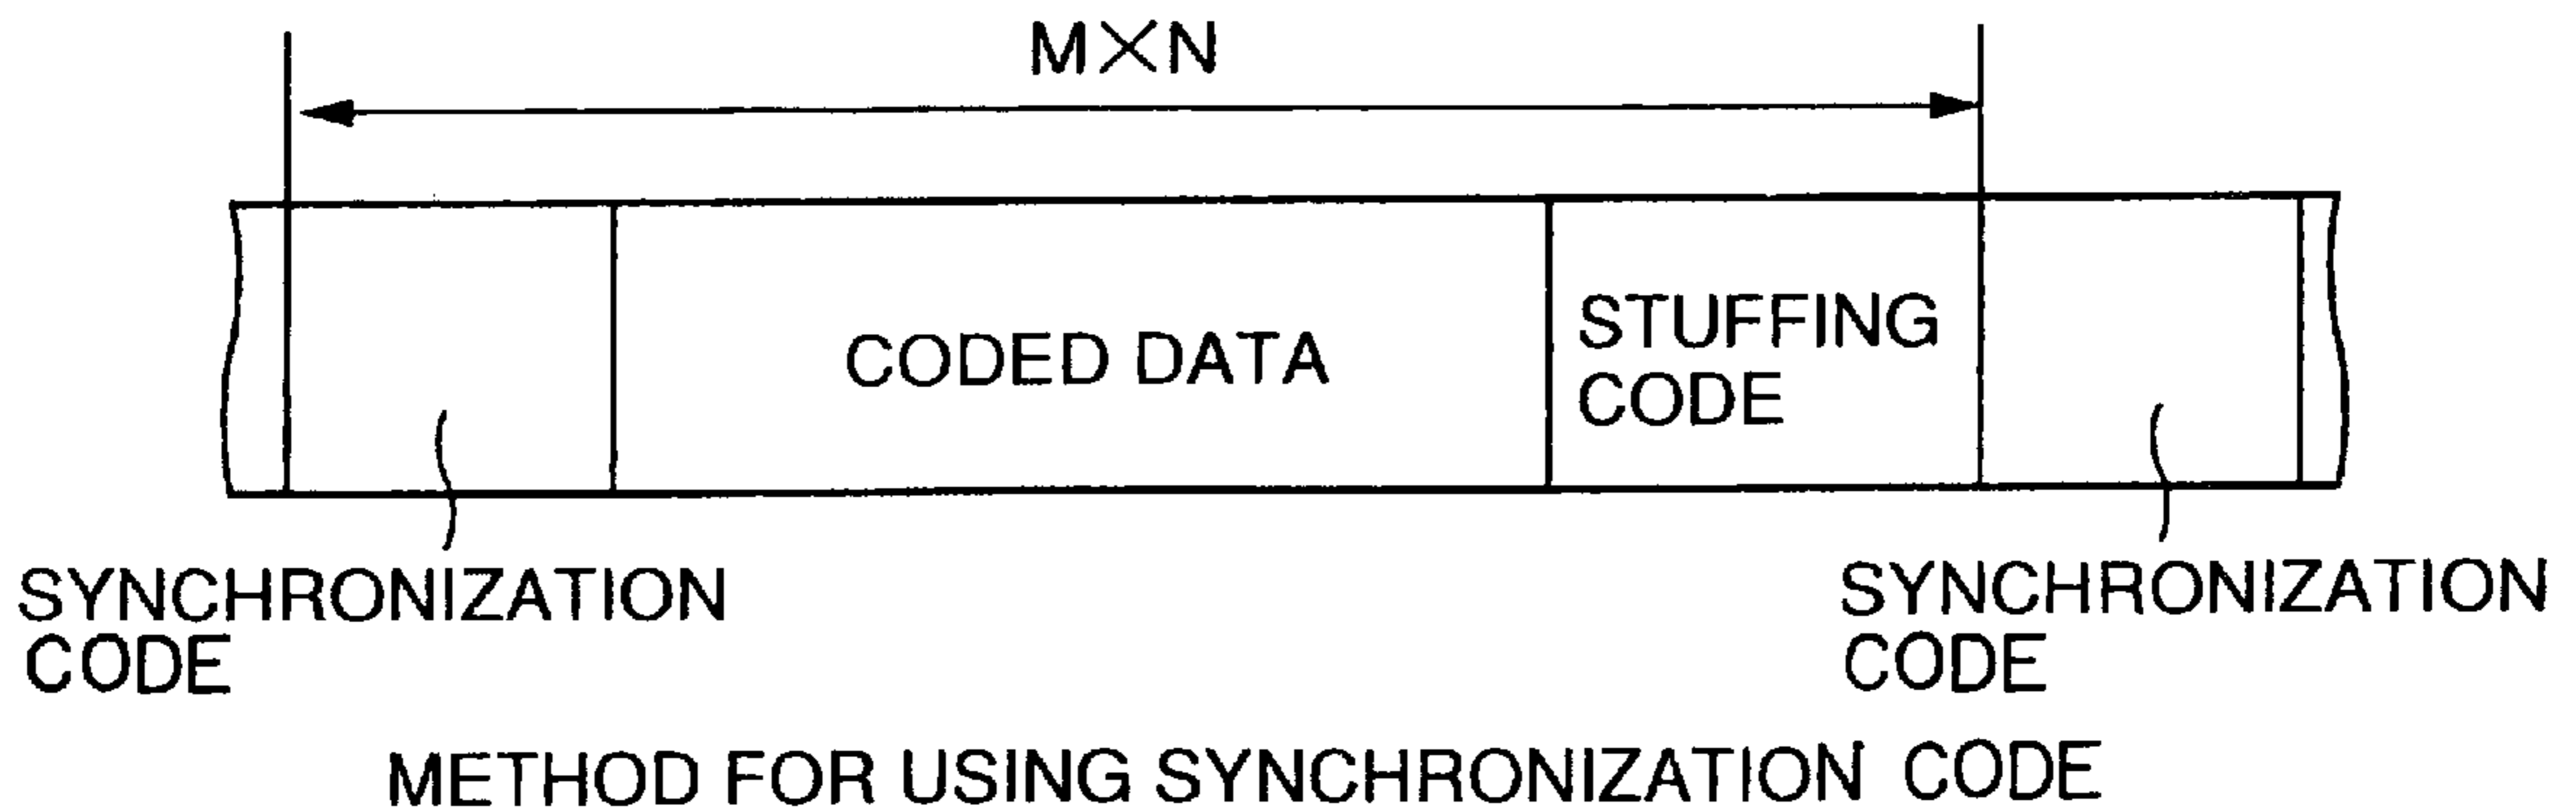 M×N
CODED DATA
STUFFING
CODE
SYNCHRONIZATION
CODE
SYNCHRONIZATION
CODE
METHOD FOR USING SYNCHRONIZATION CODE